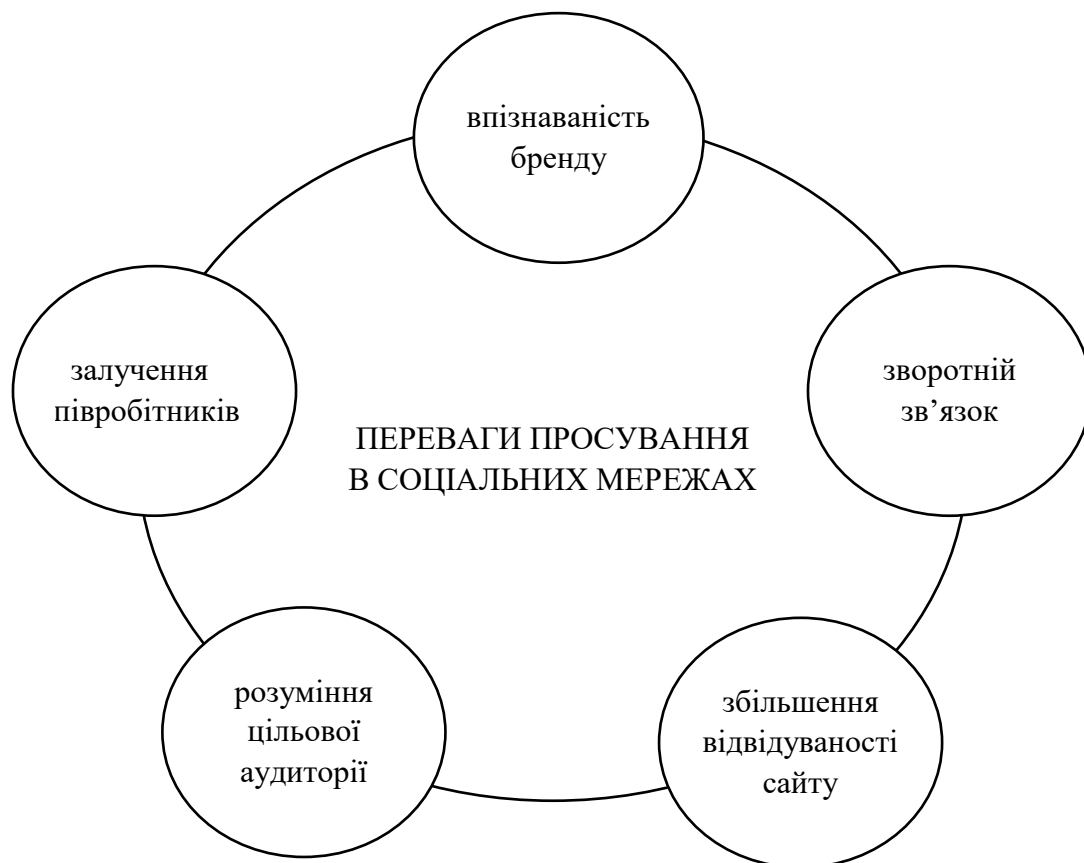 впізнаваність
бренду
зворотній
зв’язок
збільшення
відвідуваності
сайту
розуміння
цільової
аудиторії
залучення
півробітників
ПЕРЕВАГИ ПРОСУВАННЯ
В СОЦІАЛЬНИХ МЕРЕЖАХ